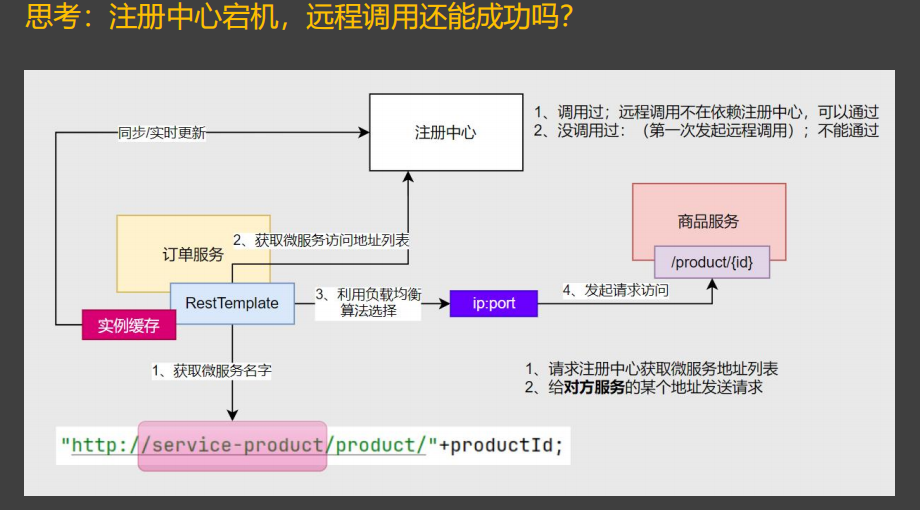 思考：注册中心宕机，远程调用还能成功吗？
注册中心
1、调用过；远程调用不在依赖注册中心，可以通过
2、没调用过：（第一次发起远程调用）；不能通过
同步/实时更新
商品服务
/product/{id}
订单服务
2、获取微服务访问地址列表
RestTemplate
实例缓存
3、利用负载均衡
算法选择
ip:port
4、发起请求访问
1、获取微服务名字
1、请求注册中心获取微服务地址列表
2、给对方服务的某个地址发送请求
"http://service-product/product/"+productId;